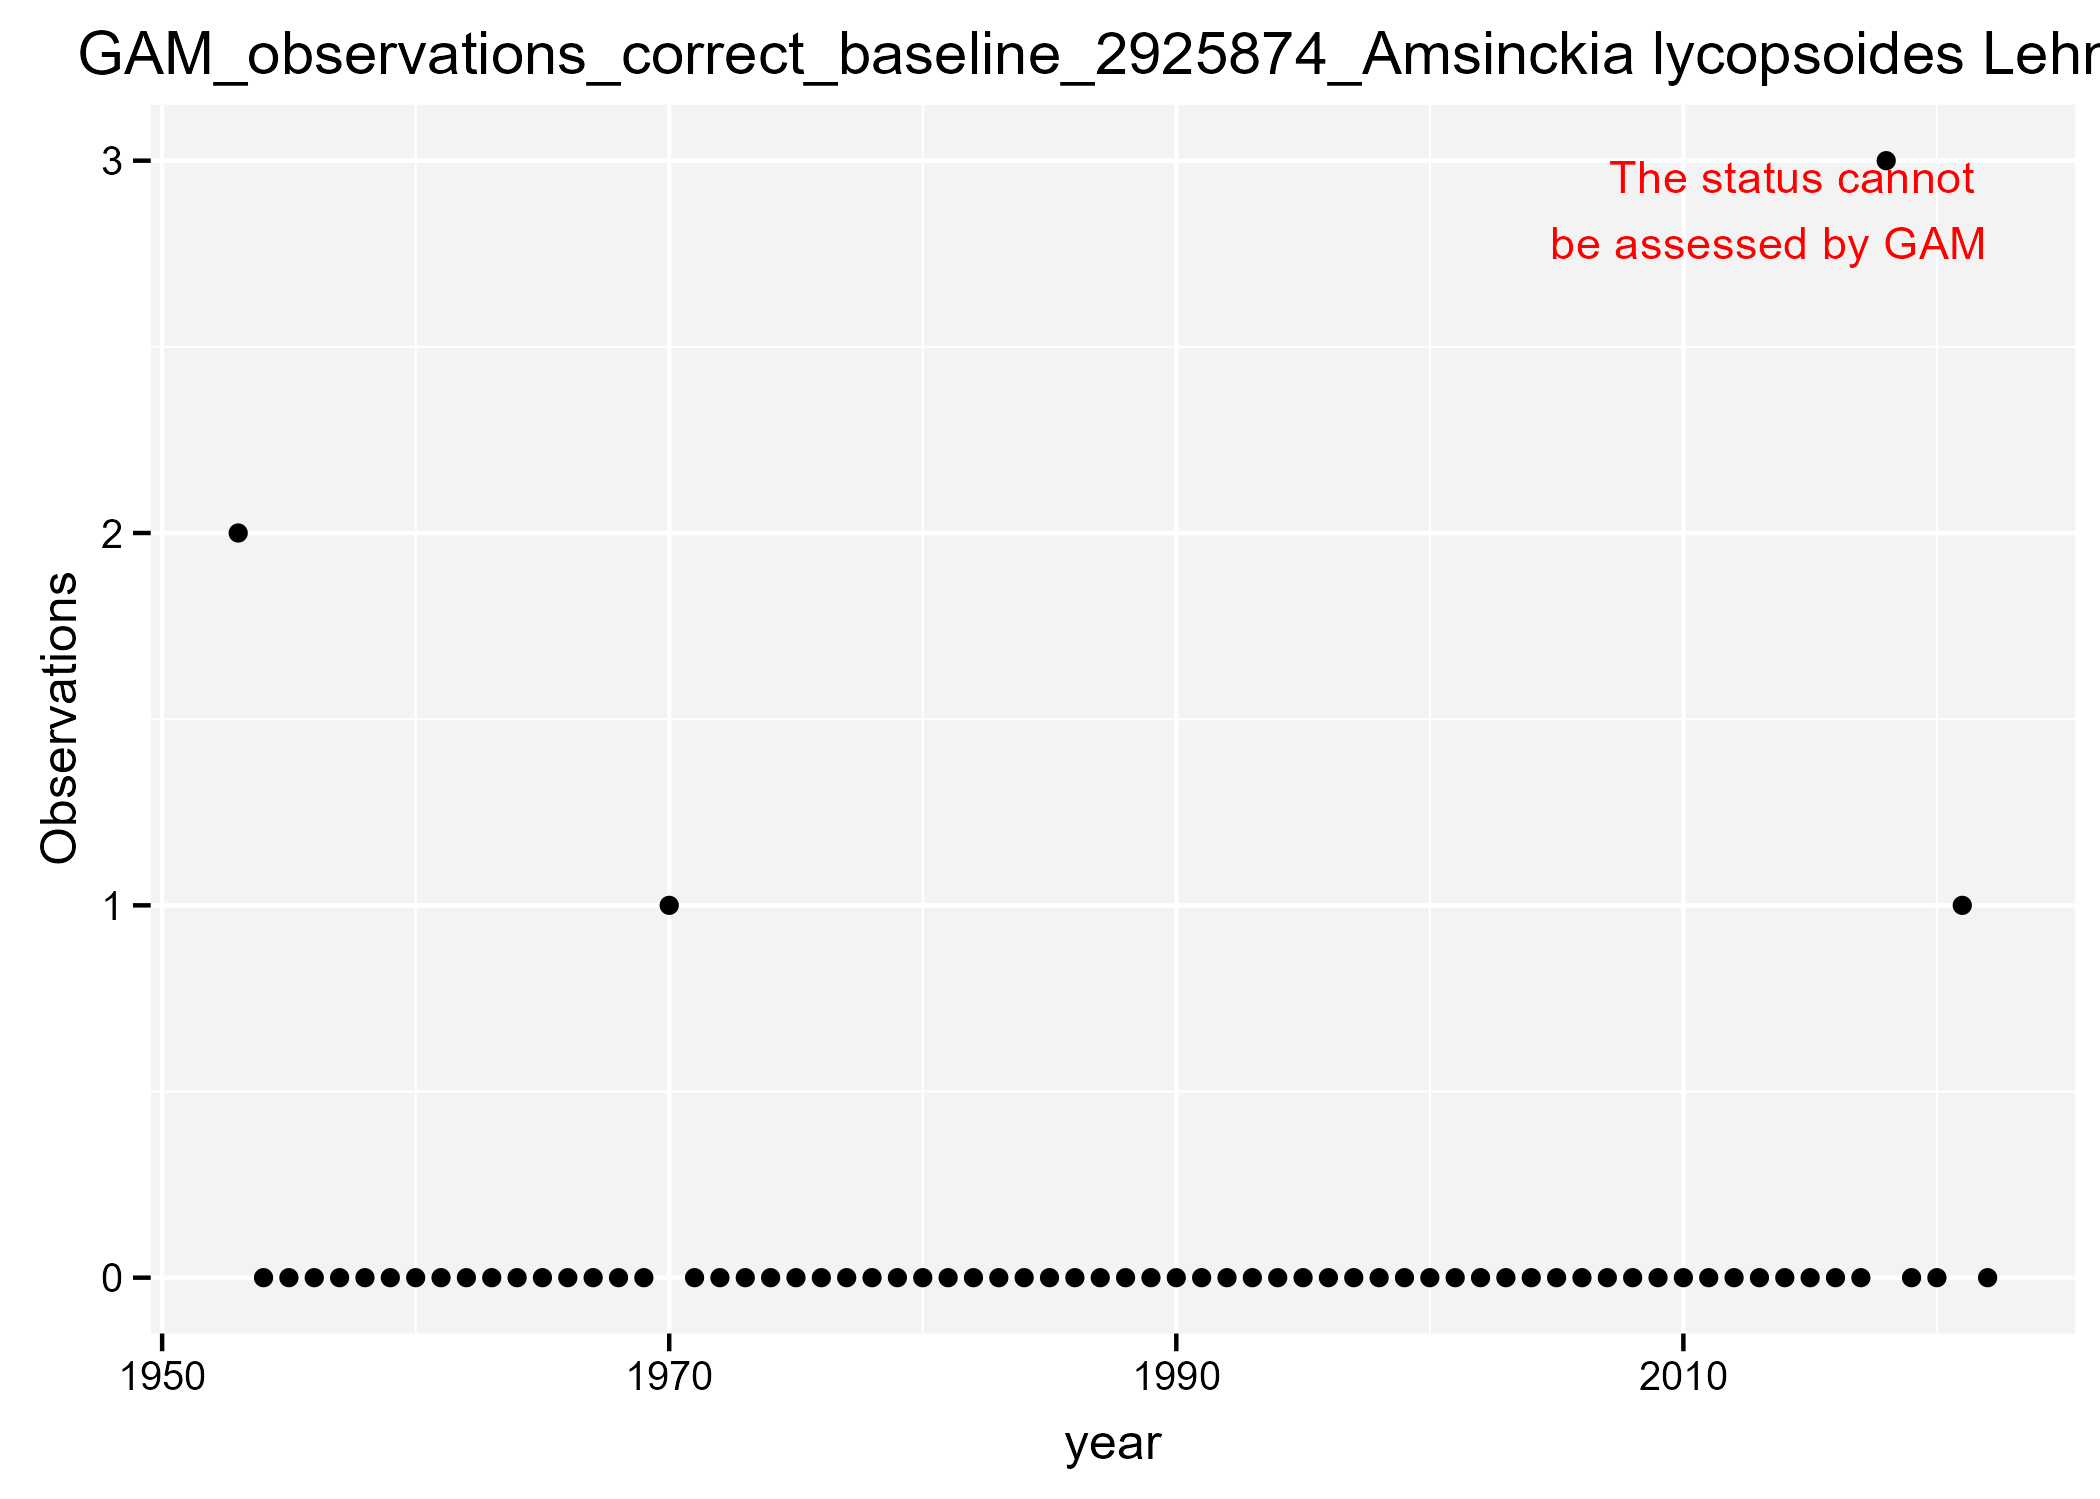 GAM_observations_correct_baseline_2925874_Amsinckia lycopsoides
3
The status cannot
be assessed by GAM
2
Observations
1
0
1950 1970 1990 2010
year